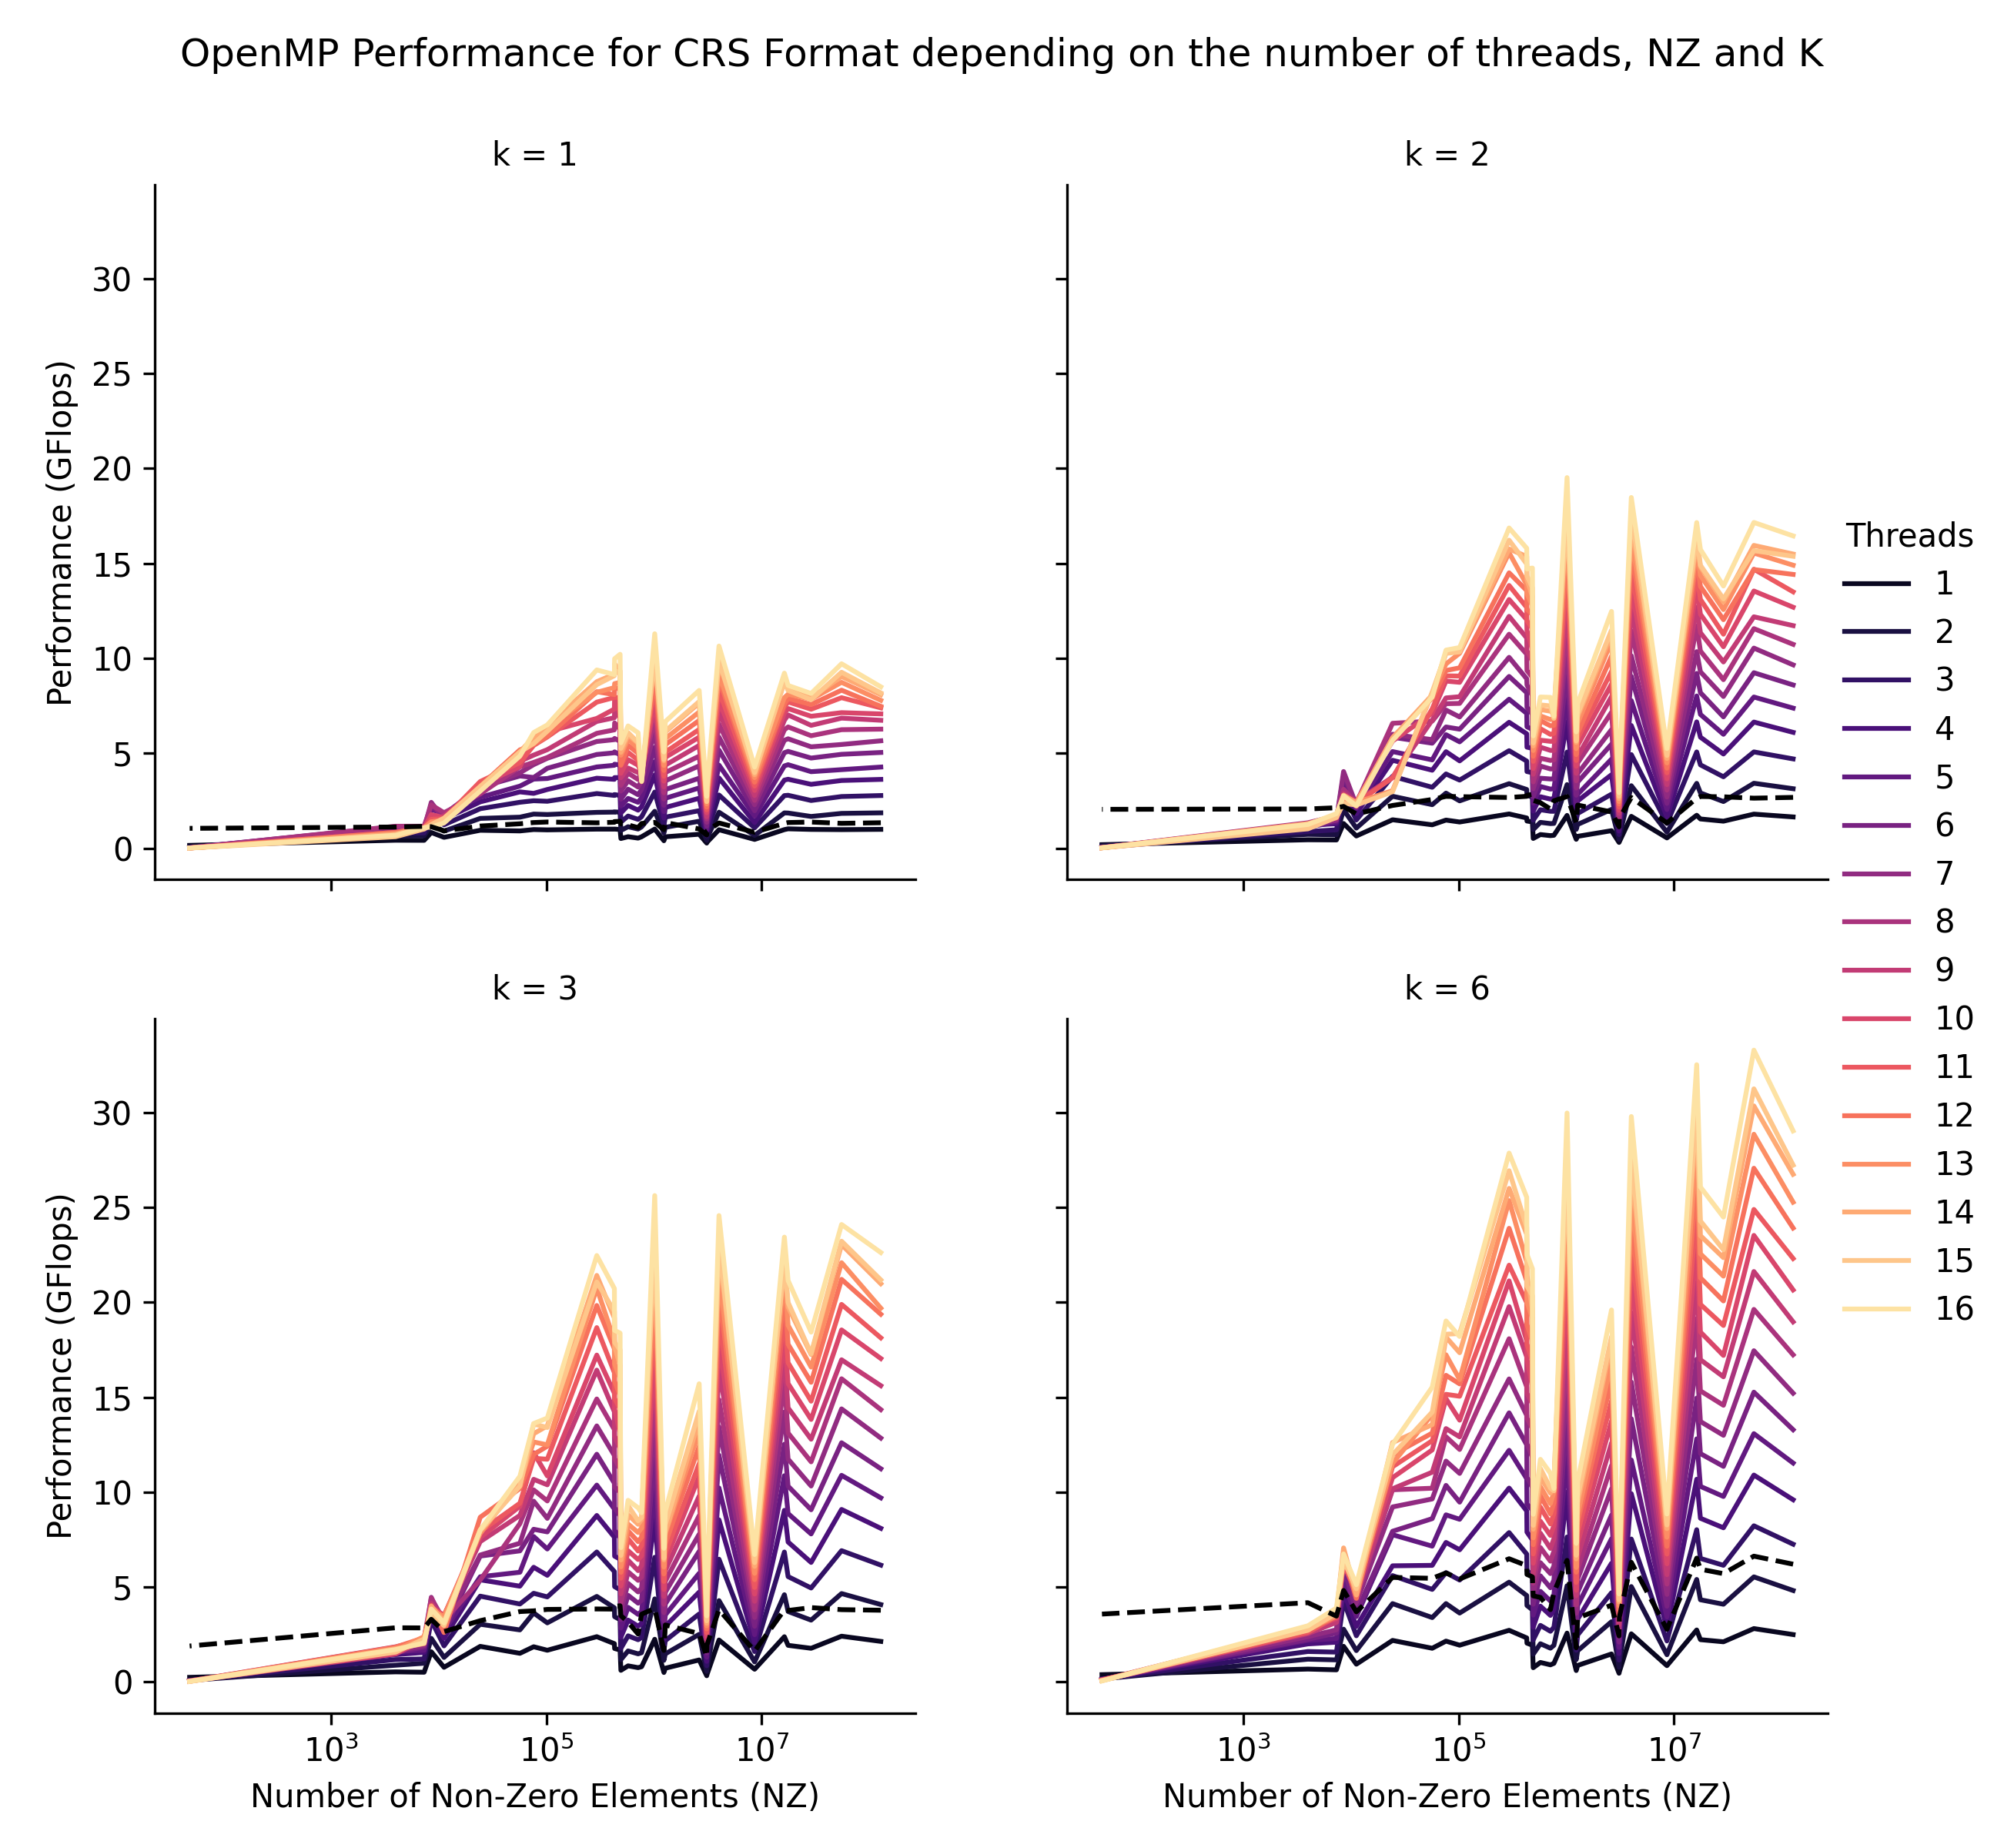 OpenMP Performance for CRS Format depending on the number of threads, NZ and K
k = 1
k = 2
30
25
20
15
10
5
0
Performance (GFlops)
k = 3
k = 6
30
25
20
15
10
5
0
Performance (GFlops)
10³ 10⁵ 10⁷
Number of Non-Zero Elements (NZ)
10³ 10⁵ 10⁷
Number of Non-Zero Elements (NZ)
Threads
1
2
3
4
5
6
7
8
9
10
11
12
13
14
15
16